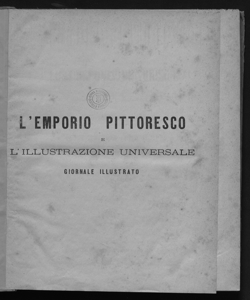 L'EMPORIO PITTORESCO
L'ILLUSTRAZIONE UNIVERSALE
GIORNALE ILLUSTRATO